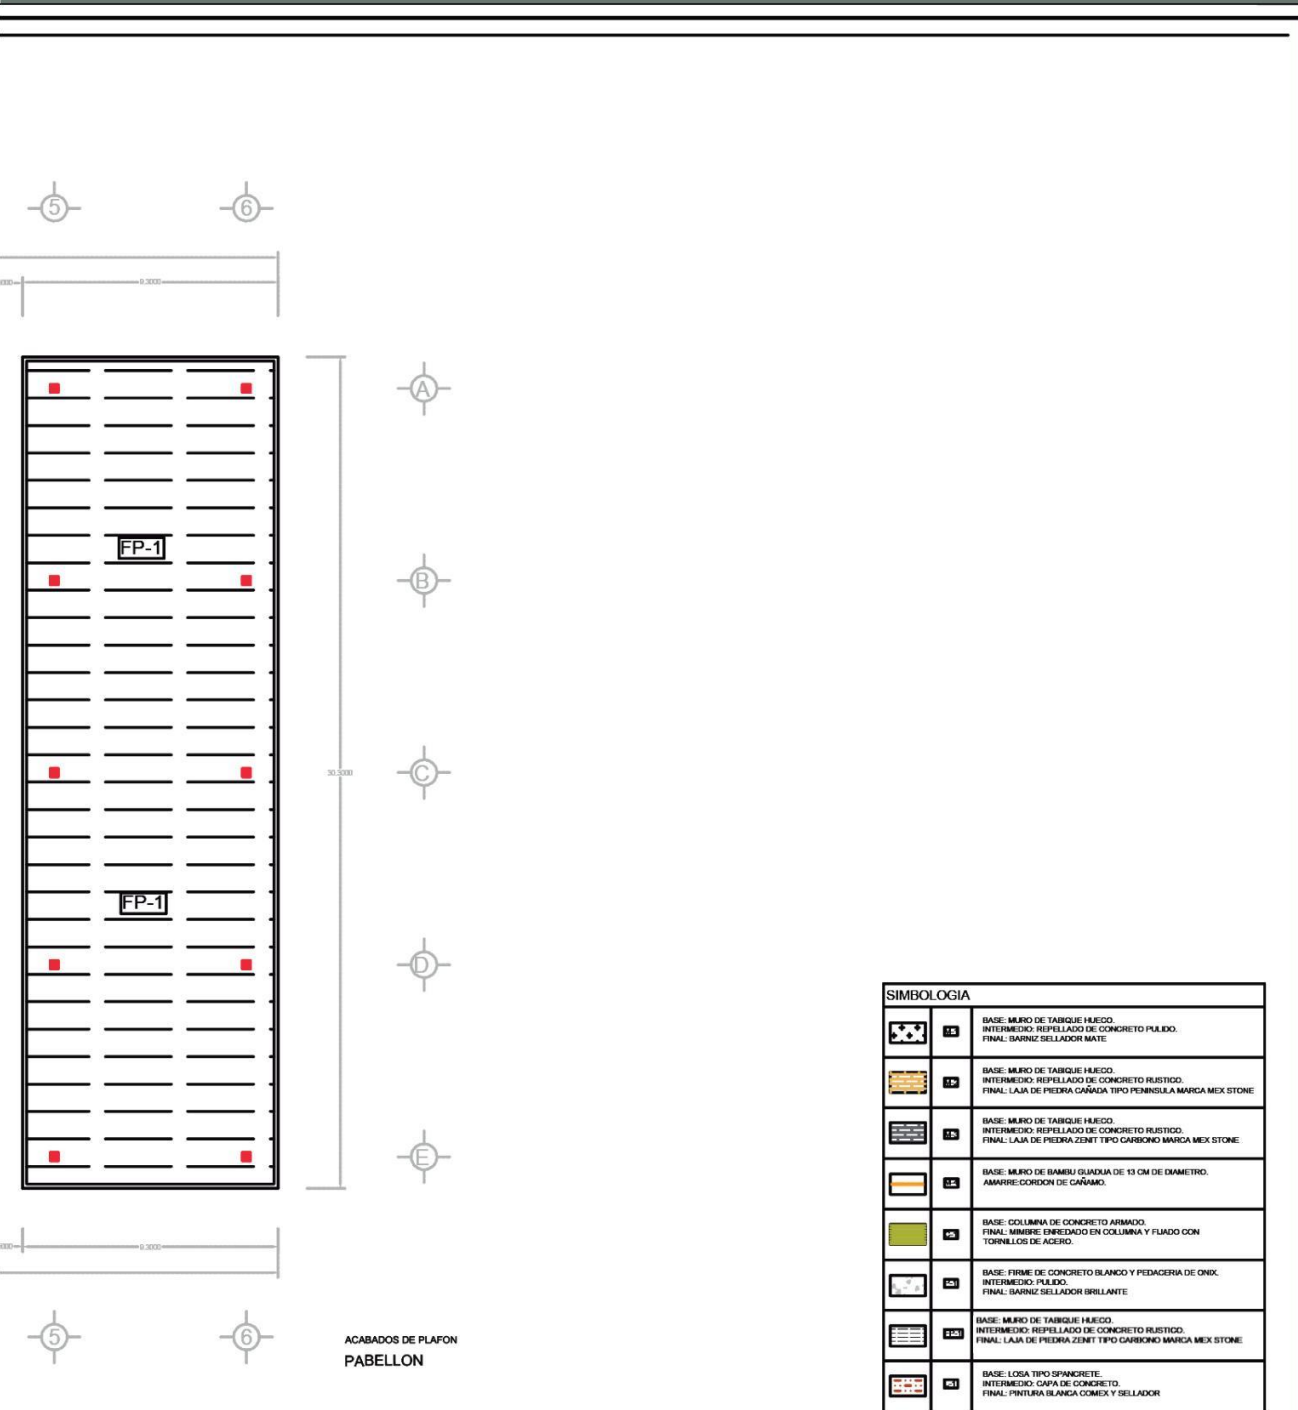 5
6
9.3000
A
FP-1
B
30.3000
C
FP-1
D
E
9.3000
5
6
ACABADOS DE PLAFON
PABELLON
SIMBOLOGIA
BASE: MURO DE TABIQUE HUECO.
INTERMEDIO: REPELLADO DE CONCRETO PULIDO.
FINAL: BARNIZ SELLADOR MATE
BASE: MURO DE TABIQUE HUECO.
INTERMEDIO: REPELLADO DE CONCRETO RUSTICO.
FINAL: LAJA DE PIEDRA CAÑADA TIPO PENINSULA MARCA MEX STONE
BASE: MURO DE TABIQUE HUECO.
INTERMEDIO: REPELLADO DE CONCRETO RUSTICO.
FINAL: LAJA DE PIEDRA ZENIT TIPO CARBONO MARCA MEX STONE
BASE: MURO DE BAMBU GUADUA DE 13 CM DE DIAMETRO.
AMARRE:CORDON DE CAÑAMO.
BASE: COLUMNA DE CONCRETO ARMADO.
FINAL: MIMBRE ENREDADO EN COLUMNA Y FIJADO CON
TORNILLOS DE ACERO.
BASE: FIRME DE CONCRETO BLANCO Y PEDACERIA DE ONIX.
INTERMEDIO: PULIDO.
FINAL: BARNIZ SELLADOR BRILLANTE
BASE: MURO DE TABIQUE HUECO.
INTERMEDIO: REPELLADO DE CONCRETO RUSTICO.
FINAL: LAJA DE PIEDRA ZENIT TIPO CARBONO MARCA MEX STONE
BASE: LOSA TIPO SPANCRETE.
INTERMEDIO: CAPA DE CONCRETO.
FINAL: PINTURA BLANCA COMEX Y SELLADOR